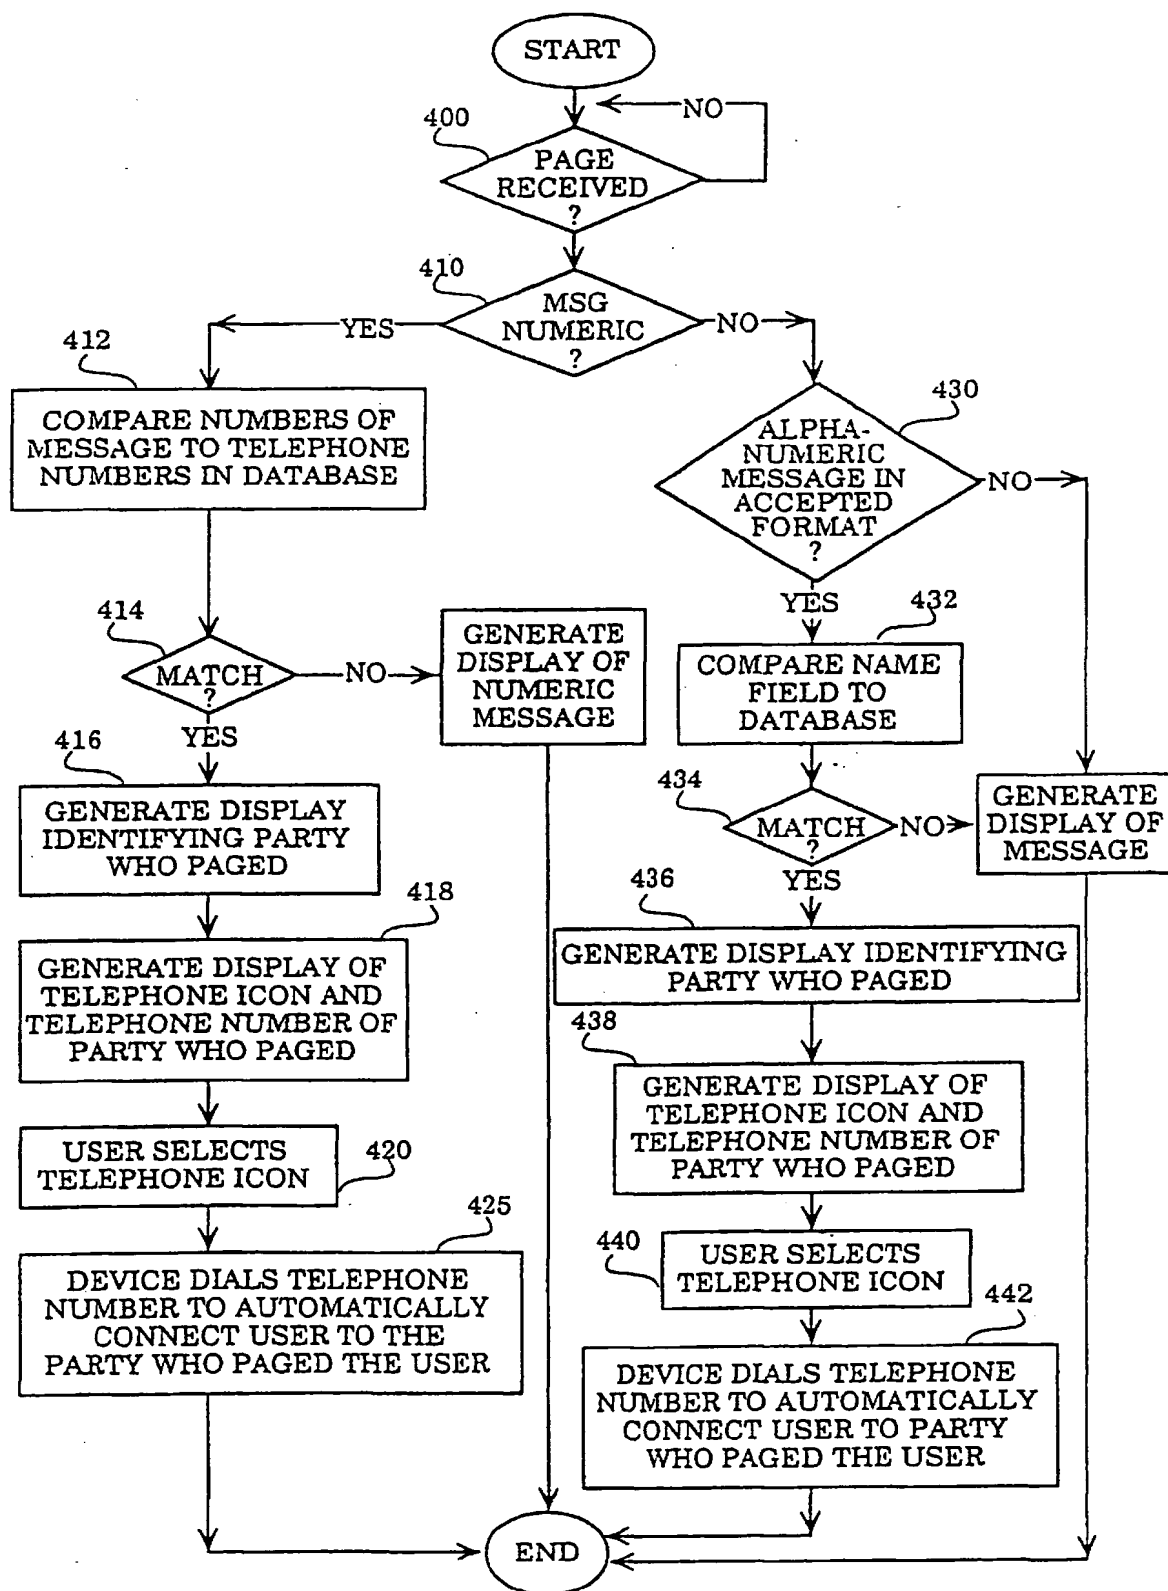 START
NO
400
PAGE
RECEIVED
?
410
MSG
NUMERIC
?
YES
NO
412
COMPARE NUMBERS OF
MESSAGE TO TELEPHONE
NUMBERS IN DATABASE
430
ALPHA-
NUMERIC
MESSAGE IN
ACCEPTED
FORMAT
?
NO
YES
414
MATCH
?
NO
YES
GENERATE
DISPLAY OF
NUMERIC
MESSAGE
432
COMPARE NAME
FIELD TO
DATABASE
416
GENERATE DISPLAY
IDENTIFYING PARTY
WHO PAGED
434
MATCH
?
NO
YES
GENERATE
DISPLAY OF
MESSAGE
418
GENERATE DISPLAY OF
TELEPHONE ICON AND
TELEPHONE NUMBER OF
PARTY WHO PAGED
436
GENERATE DISPLAY IDENTIFYING
PARTY WHO PAGED
438
GENERATE DISPLAY OF
TELEPHONE ICON AND
TELEPHONE NUMBER OF
PARTY WHO PAGED
USER SELECTS
TELEPHONE ICON
420
425
DEVICE DIALS TELEPHONE
NUMBER TO AUTOMATICALLY
CONNECT USER TO THE
PARTY WHO PAGED THE USER
440
USER SELECTS
TELEPHONE ICON
442
DEVICE DIALS TELEPHONE
NUMBER TO AUTOMATICALLY
CONNECT USER TO PARTY
WHO PAGED THE USER
END